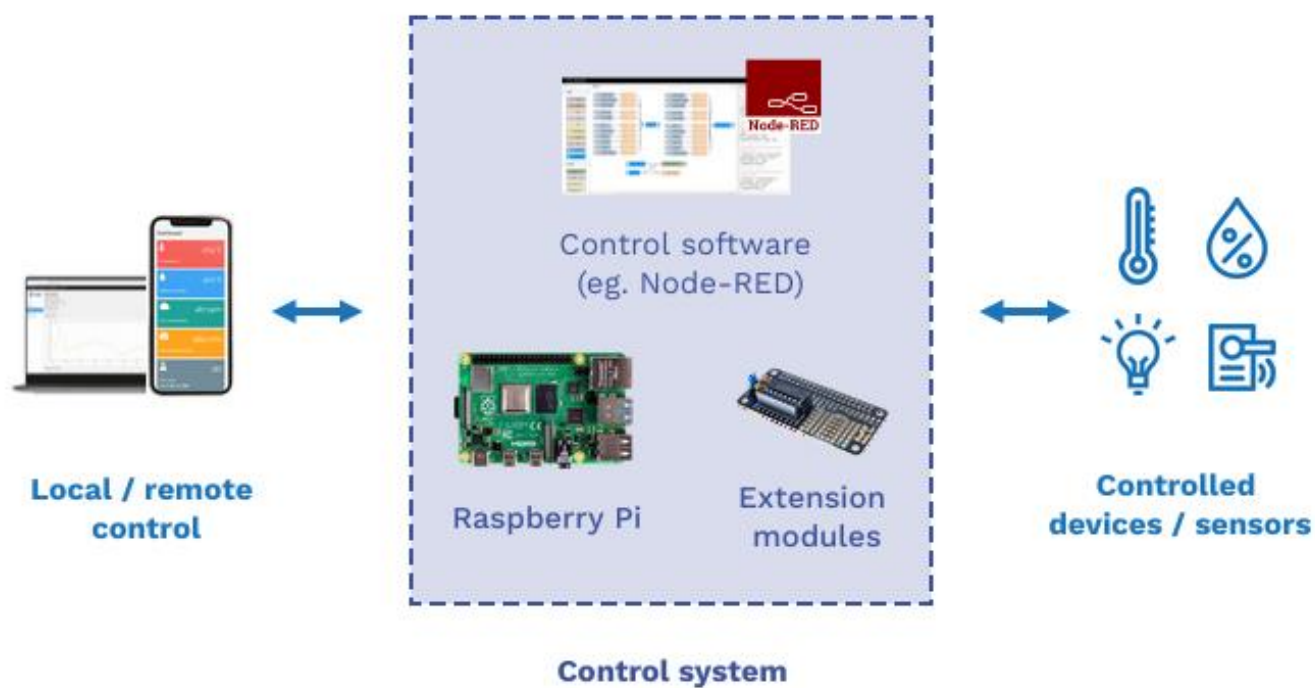 Node-RED
Control software
(eg. Node-RED)
Local / remote
control
Raspberry Pi
Extension
modules
Controlled
devices / sensors
Control system